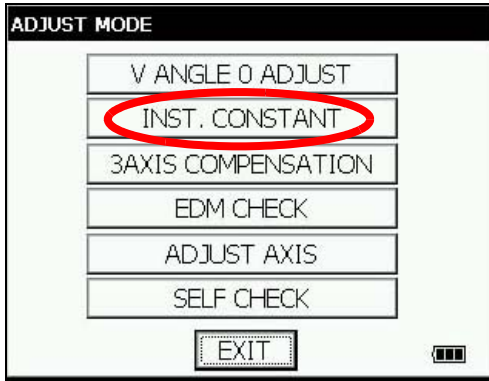 ADJUST MODE
V ANGLE 0 ADJUST
INST. CONSTANT
3AXIS COMPENSATION
EDM CHECK
ADJUST AXIS
SELF CHECK
EXIT